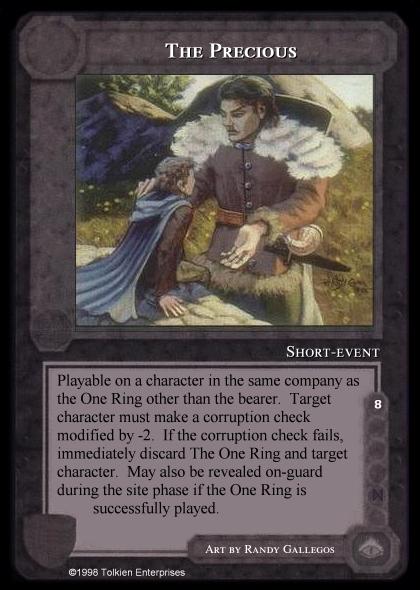 The Precious
Short-event
Playable on a character in the same company as
the One Ring other than the bearer. Target
character must make a corruption check
modified by -2. If the corruption check fails,
immediately discard The One Ring and target
character. May also be revealed on-guard
during the site phase if the One Ring is
successfully played.
8
Art by Randy Gallegos
©1998 Tolkien Enterprises